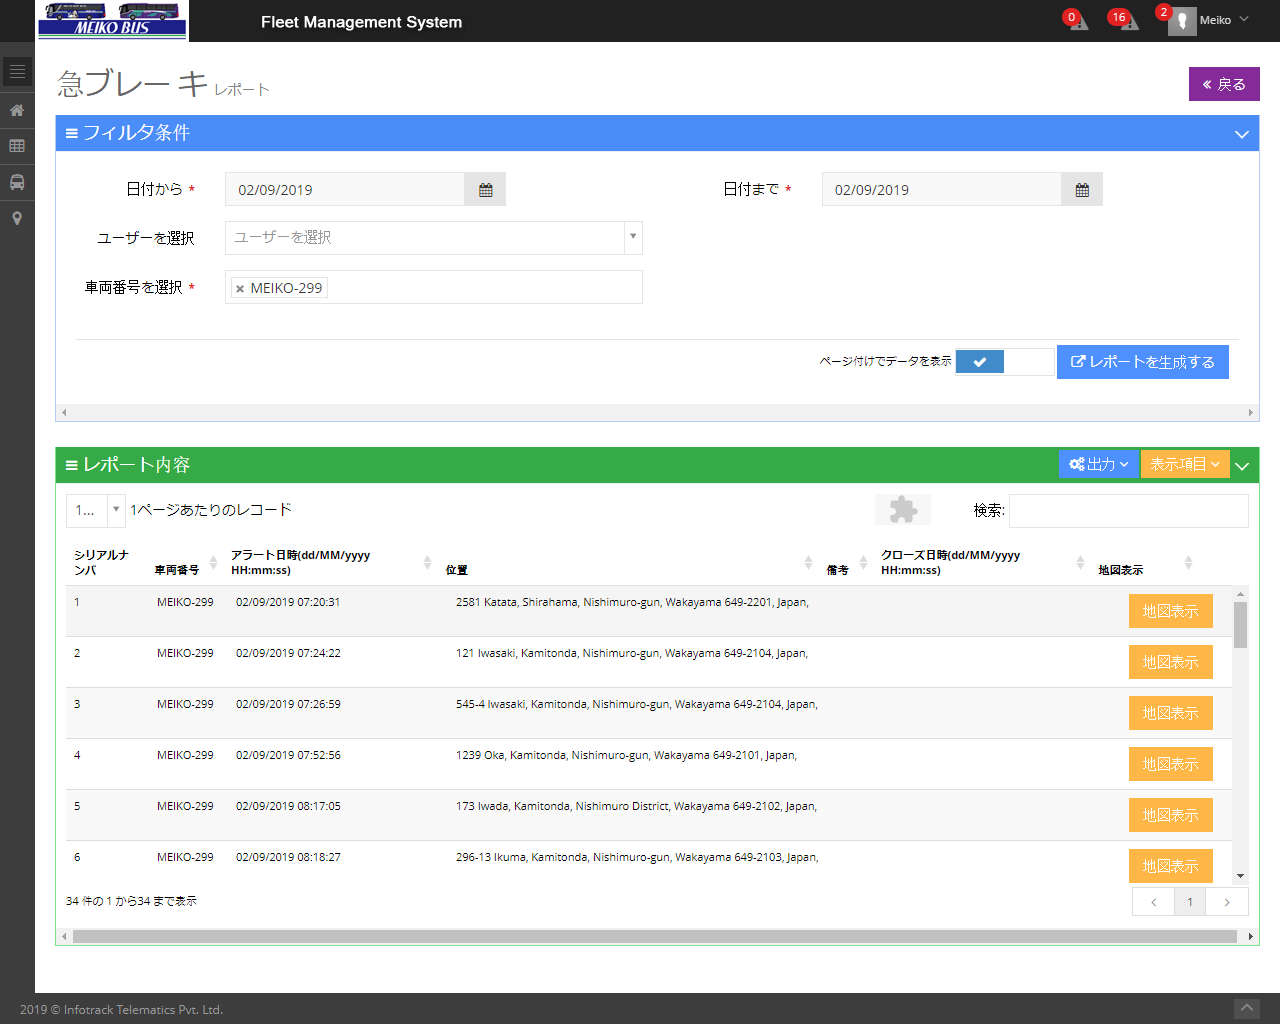 MEIKO BUS
Fleet Management System
0
16
2
Meiko
急ブレーキ レポート
戻る
フィルタ条件
日付から *
02/09/2019
日付まで *
02/09/2019
ユーザーを選択
ユーザーを選択
車両番号を選択 *
MEIKO-299
ページ付けでデータを表示
レポートを生成する
レポート内容
出力
表示項目
1...
1ページあたりのレコード
検索:
シリアルナンバ 車両番号 アラート日時(dd/MM/yyyy HH:mm:ss) 位置 備考 クローズ日時(dd/MM/yyyy HH:mm:ss) 地図表示
1 MEIKO-299 02/09/2019 07:20:31 2581 Katata, Shirahama, Nishimuro-gun, Wakayama 649-2201, Japan, 地図表示
2 MEIKO-299 02/09/2019 07:24:22 121 Iwasaki, Kamitonda, Nishimuro-gun, Wakayama 649-2104, Japan, 地図表示
3 MEIKO-299 02/09/2019 07:26:59 545-4 Iwasaki, Kamitonda, Nishimuro-gun, Wakayama 649-2104, Japan, 地図表示
4 MEIKO-299 02/09/2019 07:52:56 1239 Oka, Kamitonda, Nishimuro-gun, Wakayama 649-2101, Japan, 地図表示
5 MEIKO-299 02/09/2019 08:17:05 173 Iwada, Kamitonda, Nishimuro District, Wakayama 649-2102, Japan, 地図表示
6 MEIKO-299 02/09/2019 08:18:27 296-13 Ikuma, Kamitonda, Nishimuro-gun, Wakayama 649-2103, Japan, 地図表示
34 件の 1 から34 まで表示
1
2019 © Infotrack Telematics Pvt. Ltd.